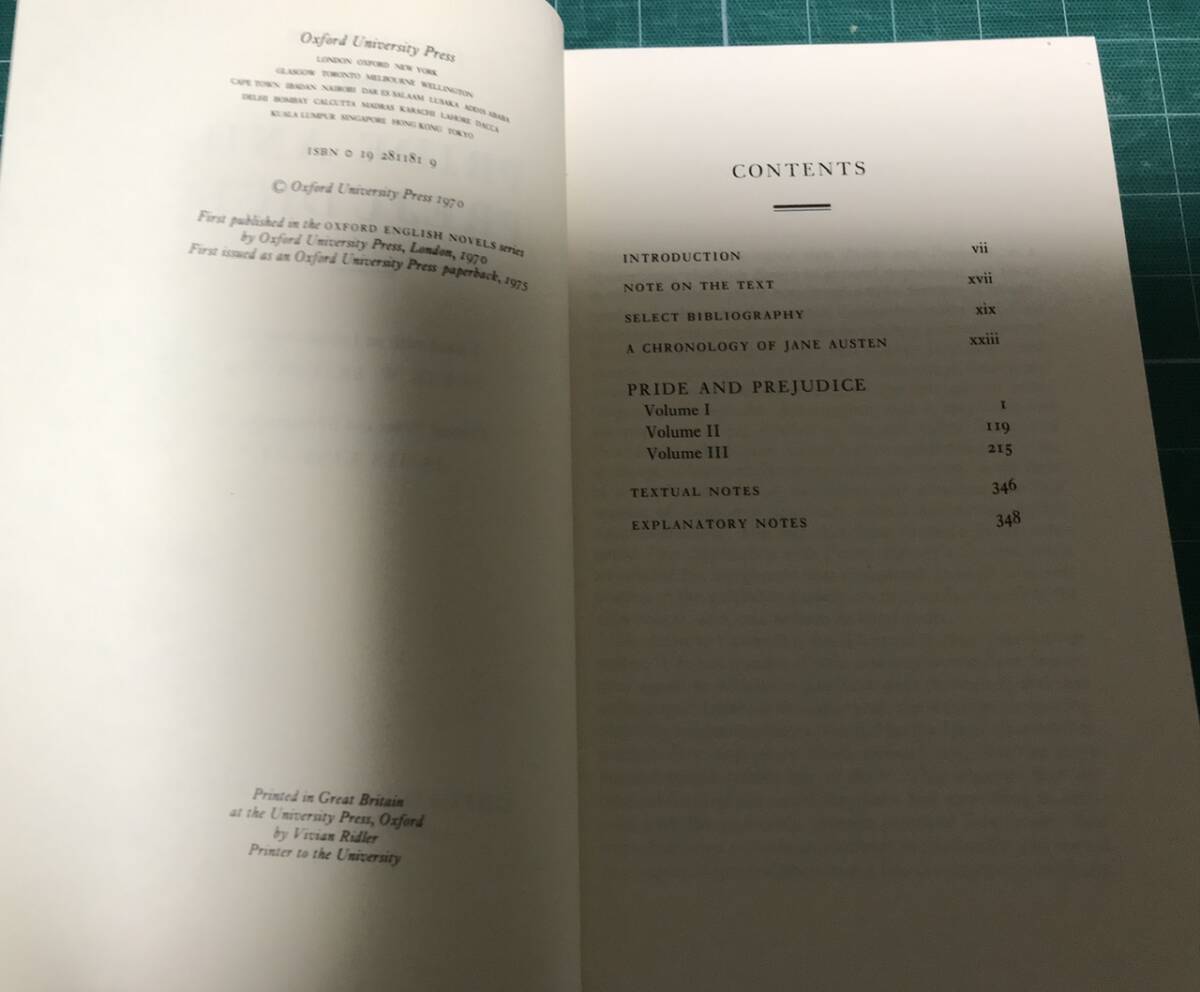 Oxford University Press
LONDON OXFORD NEW YORK
GLASGOW TORONTO MELBOURNE WELLINGTON
CAPE TOWN IBADAN NAIROBI DAR ES SALAAM LUSAKA ADDIS ABABA
DELHI BOMBAY CALCUTTA MADRAS KARACHI LAHORE DACCA
KUALA LUMPUR SINGAPORE HONG KONG TOKYO
ISBN 0 19 281181 9
© Oxford University Press 1970
First published in the OXFORD ENGLISH NOVELS series
by Oxford University Press, London, 1970
First issued as an Oxford University Press paperback, 1975
Printed in Great Britain
at the University Press, Oxford
by Vivian Ridler
Printer to the University
CONTENTS
INTRODUCTION vii
NOTE ON THE TEXT xvii
SELECT BIBLIOGRAPHY xix
A CHRONOLOGY OF JANE AUSTEN xxiii
PRIDE AND PREJUDICE
Volume I 1
Volume II 119
Volume III 215
TEXTUAL NOTES 346
EXPLANATORY NOTES 348